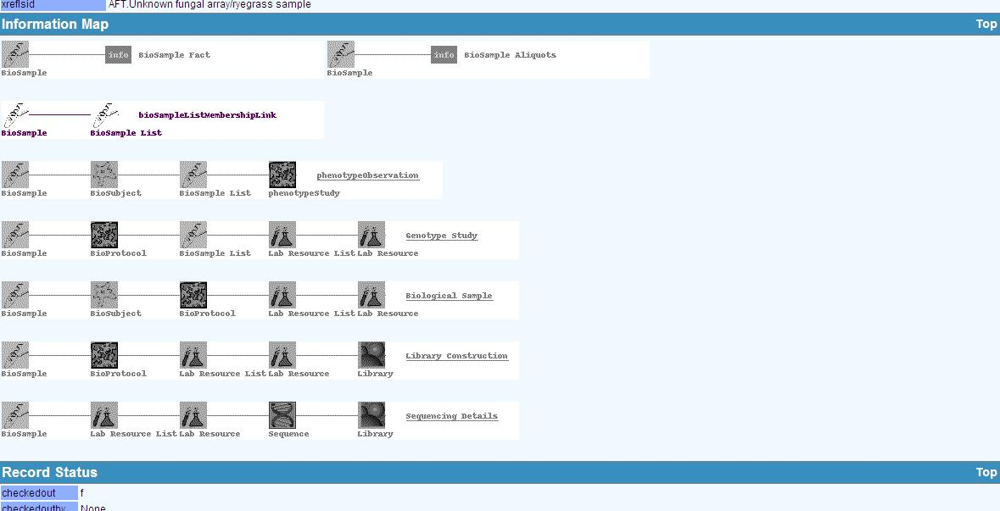 xreflsid AFT.Unknown fungal array/ryegrass sample
Information Map Top
info BioSample Fact info BioSample Aliquots
BioSample BioSample
bioSampleListMembershipLink
BioSample BioSample List
phenotypeObservation
BioSample BioSubject BioSample List phenotypeStudy
Genotype Study
BioSample BioProtocol BioSample List Lab Resource List Lab Resource
Biological Sample
BioSample BioSubject BioProtocol Lab Resource List Lab Resource
Library Construction
BioSample BioProtocol Lab Resource List Lab Resource Library
Sequencing Details
BioSample Lab Resource List Lab Resource Sequence Library
Record Status Top
checkedout f
checkedoutby None